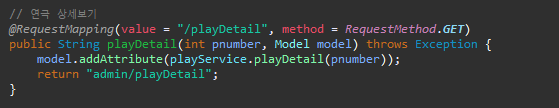 // 연극 상세보기
@RequestMapping(value = "/playDetail", method = RequestMethod.GET)
public String playDetail(int pnumber, Model model) throws Exception {
model.addAttribute(playService.playDetail(pnumber));
return "admin/playDetail";
}